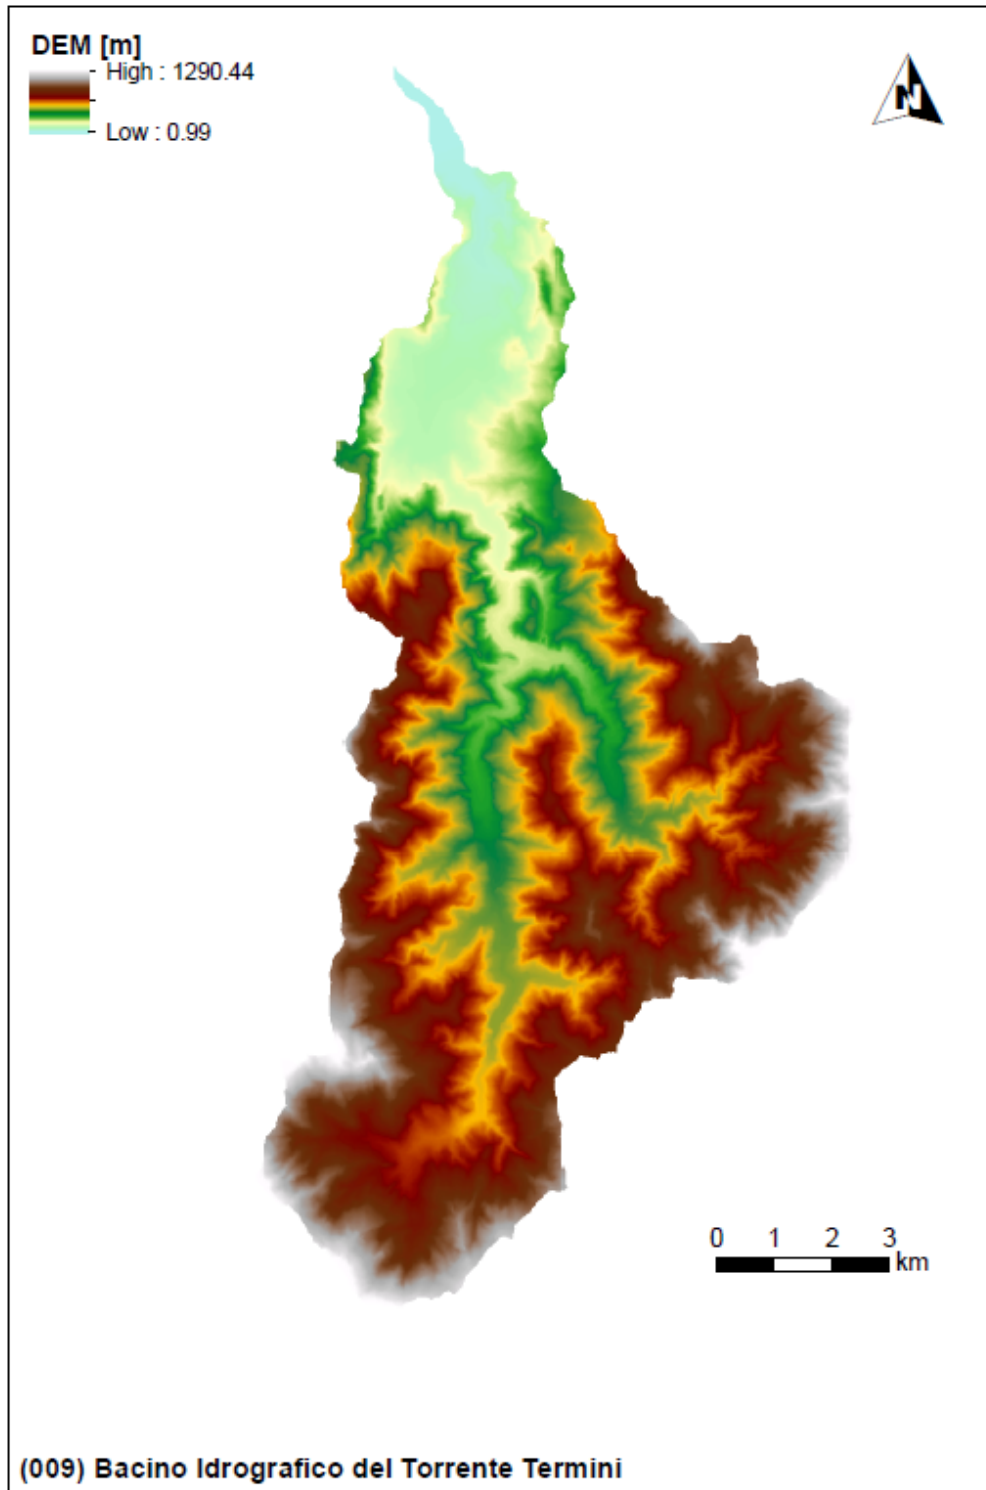 DEM [m]
High : 1290.44
Low : 0.99
N
0 1 2 3
km
(009) Bacino Idrografico del Torrente Termini